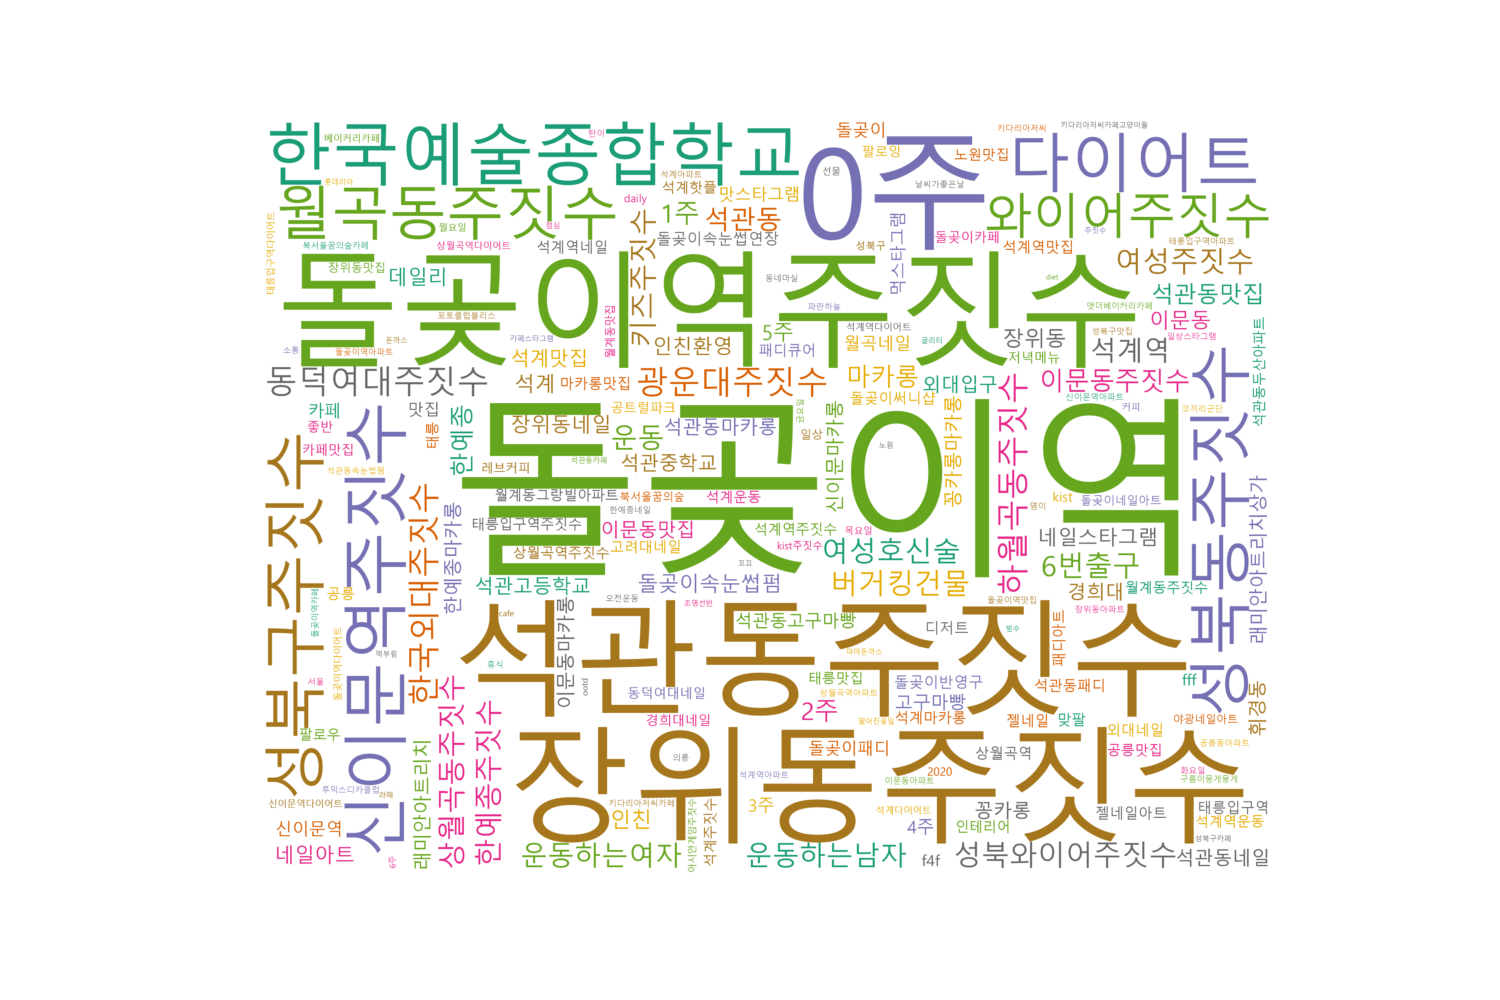 한국예술종합학교
베이커리카페
탄이
돌곶이
키다리아저씨
키다리아저씨카페고양이들
0주
팔로잉
노원맛집
다이어트
롯데리아
월곡동주짓수
석계아파트
석계핫플
맛스타그램
선물
날씨가좋은날
daily
1주
석관동
와이어주짓수
태릉입구역다이어트
월요일
점심
키즈주짓수
돌곶이속눈썹연장
먹스타그램
돌곶이카페
주짓수
북서울꿈의숲카페
상월곡역다이어트
석계역네일
성북구
석계역맛집
태릉입구역아파트
여성주짓수
장위동맛집
데일리
돌곶이역주짓수
동네마실
diet
석관동맛집
포토클럽블리스
월계동맛집
파란하늘
앳더베이커리카페
이문동
소통
돌곶이역아파트
돈까스
카페스타그램
석계맛집
인친환영
5주
석계역다이어트
패디큐어
월곡네일
글리터
장위동
저녁메뉴
성북구맛집
석계역
일상스타그램
석관동두산아파트
동덕여대주짓수
석계
마카롱맛집
광운대주짓수
마카롱
외대입구
이문동주짓수
돌곶이써니샵
신이문역아파트
카페
맛집
좋반
태릉
한예종
공트럴파크
장위동네일
금요일
일상
커피
코끼리군단
카페맛집
운동
석관동마카롱
돌곶이역
노원
꽁카롱마카롱
하월곡동주짓수
성북동주짓수
성북구주짓수
신이문역주짓수
석관동속눈썹펌
레브커피
석관동카페
석관중학교
신이문마카롱
한국외대주짓수
월계동그랑빌아파트
북서울꿈의숲
석계운동
kist
돌곶이네일아트
명이
한예종네일
래미안아트리치상가
태릉입구역주짓수
이문동맛집
석계역주짓수
목요일
네일스타그램
한예종마카롱
상월곡역주짓수
고려대네일
kist주짓수
여성호신술
6번출구
꼬끄
석관고등학교
돌곶이속눈썹펌
버거킹건물
경희대
월계동주짓수
공릉
돌곶이역카페
오전운동
조명선반
돌곶이역맛집
장위동아파트
cafe
이문동마카롱
석관동주짓수
석관동고구마빵
디저트
빙수
돌곶이역다이어트
먹부림
휴식
아마돈까스
패디아트
서울
ootd
동덕여대네일
태릉맛집
상월곡역아파트
돌곶이반영구
석관동패디
fff
휘경동
상월곡동주짓수
한예종주짓수
고구마빵
경희대네일
2주
석계마카롱
젤네일
맞팔
야광네일아트
팔로우
떨어진꽃잎
외대네일
래미안아트리치
장위동주짓수
의릉
돌곶이패디
상월곡역
공릉맛집
공릉동아파트
루믹스디카클럽
라떼
석계역아파트
2020
이문동아파트
화요일
구름이뭉게뭉게
신이문역다이어트
키다리아저씨카페
인친
석계주짓수
3주
석계다이어트
꽁카롱
젤네일아트
태릉입구역
신이문역
4주
인테리어
석계역운동
성북구카페
네일아트
6주
운동하는여자
아시안게임주짓수
운동하는남자
f4f
성북와이어주짓수
석관동네일